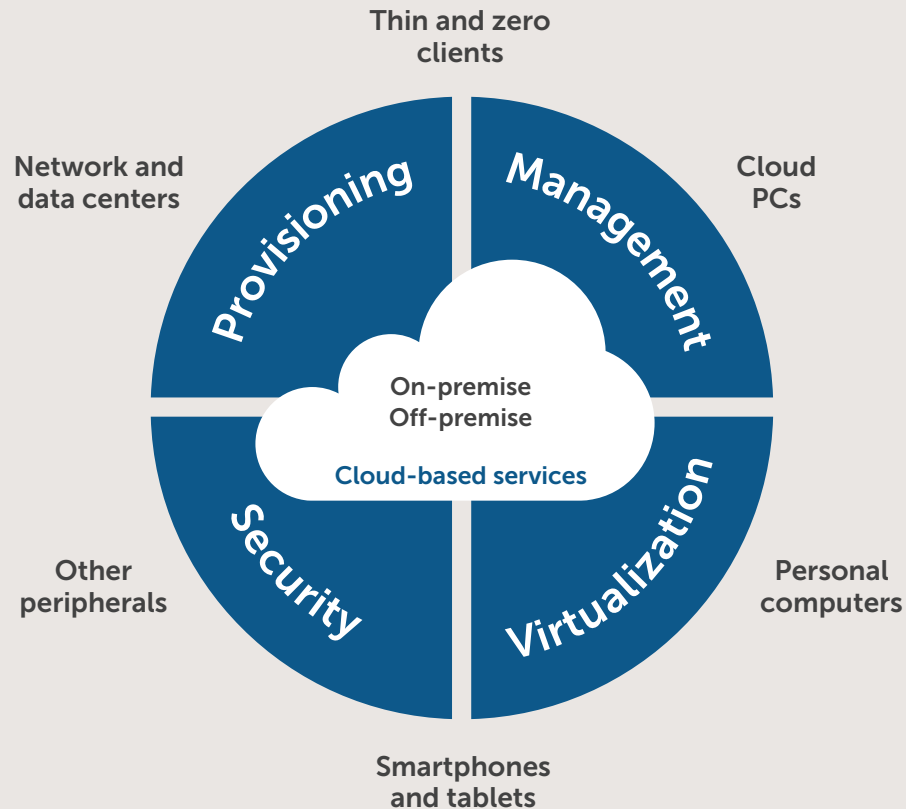 Thin and zero
clients
Network and
data centers
Cloud
PCs
Provisioning
Management
On-premise
Off-premise
Cloud-based services
Security
Virtualization
Other
peripherals
Personal
computers
Smartphones
and tablets